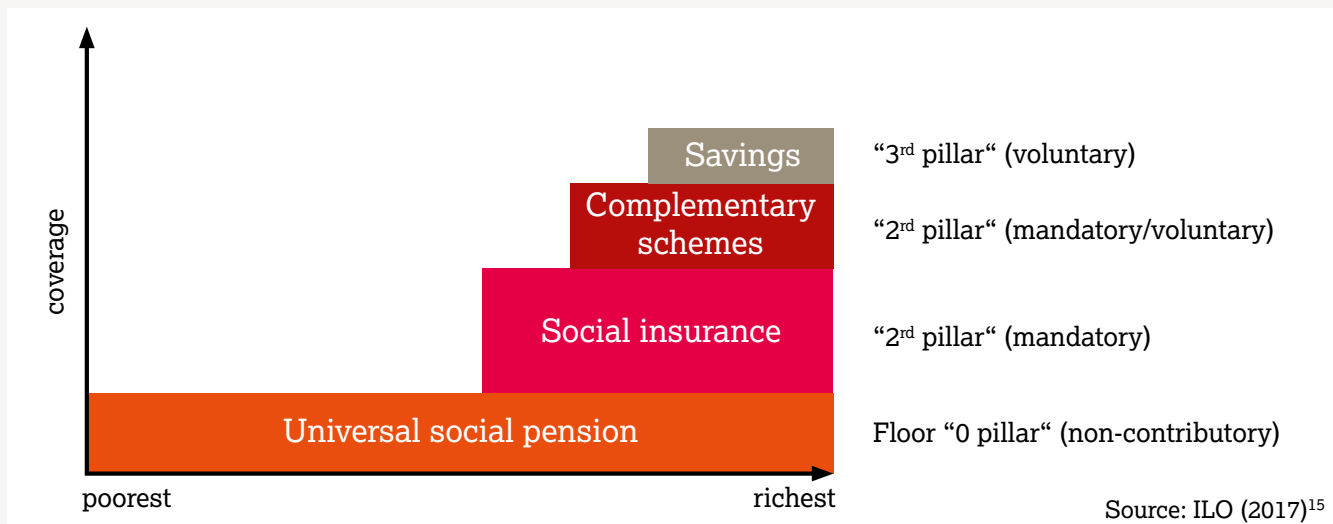 Savings
“3rd pillar“ (voluntary)
Complementary
schemes
“2rd pillar“ (mandatory/voluntary)
coverage
Social insurance
“2rd pillar“ (mandatory)
Universal social pension
Floor “0 pillar“ (non-contributory)
poorest
richest
Source: ILO (2017)15